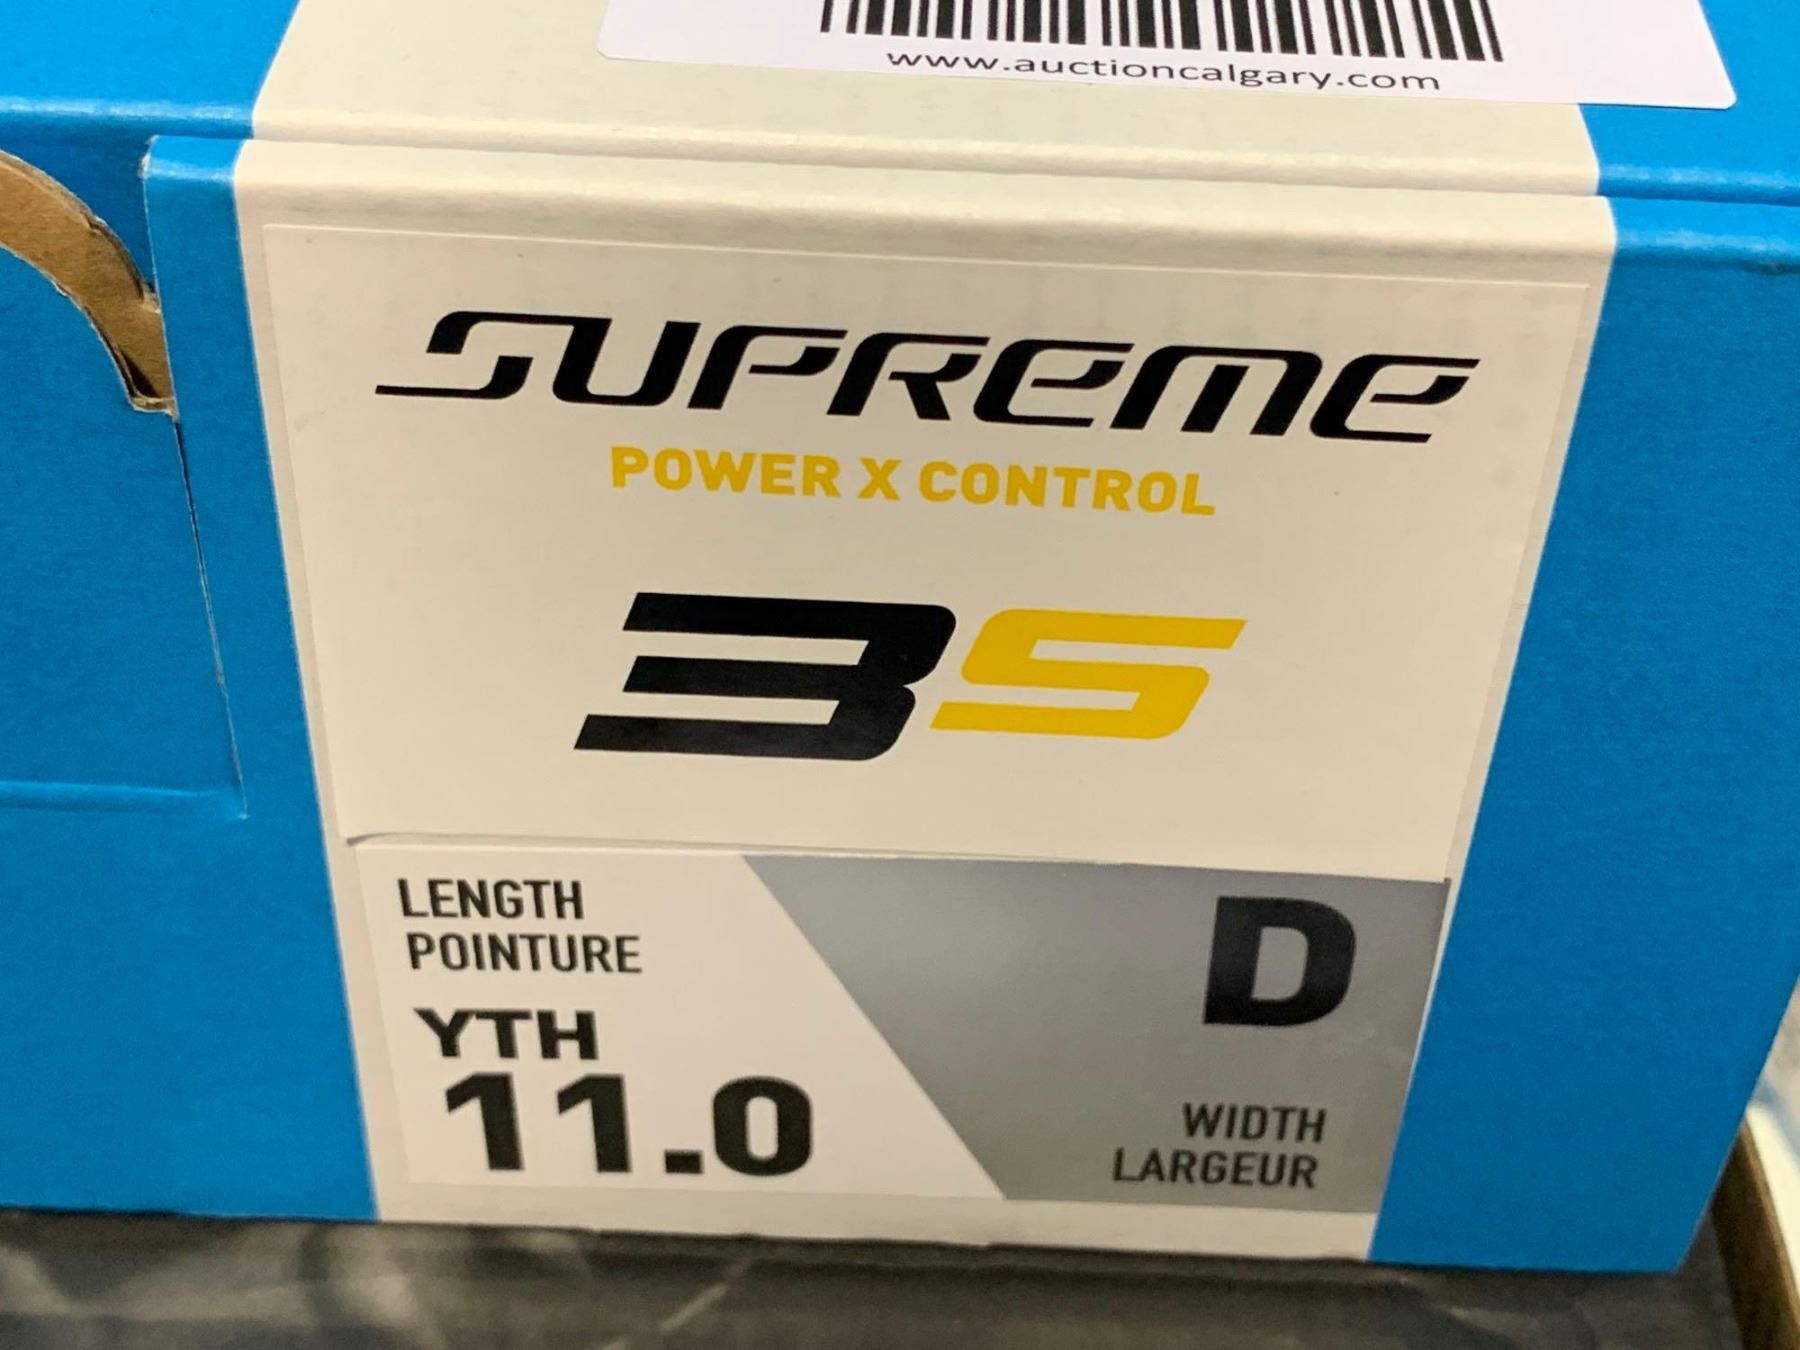 www.auctioncalgary.com
SUPREME
POWER X CONTROL
3S
LENGTH
POINTURE
YTH
11.0
D
WIDTH
LARGEUR